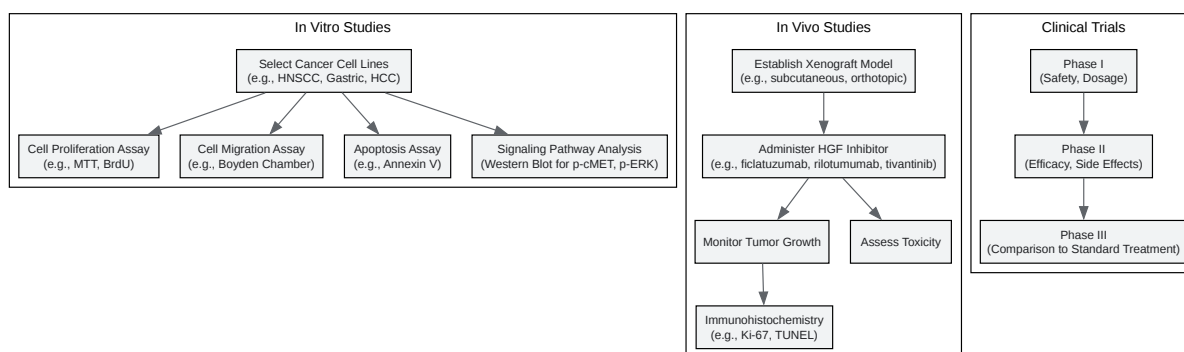 In Vitro Studies
Select Cancer Cell Lines
(e.g., HNSCC, Gastric, HCC)
Cell Proliferation Assay
(e.g., MTT, BrdU)
Cell Migration Assay
(e.g., Boyden Chamber)
Apoptosis Assay
(e.g., Annexin V)
Signaling Pathway Analysis
(Western Blot for p-cMET, p-ERK)
In Vivo Studies
Establish Xenograft Model
(e.g., subcutaneous, orthotopic)
Administer HGF Inhibitor
(e.g., ficlatuzumab, rilotumumab, tivantinib)
Monitor Tumor Growth
Assess Toxicity
Immunohistochemistry
(e.g., Ki-67, TUNEL)
Clinical Trials
Phase I
(Safety, Dosage)
Phase II
(Efficacy, Side Effects)
Phase III
(Comparison to Standard Treatment)